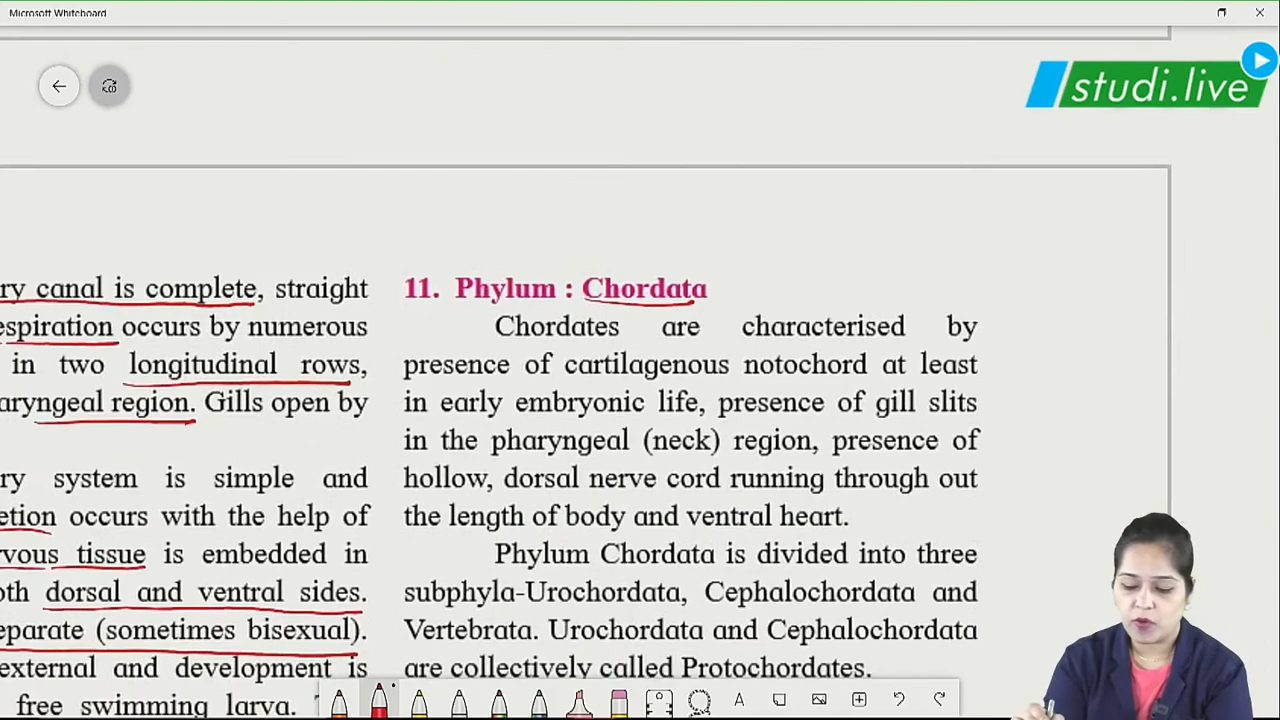 Microsoft Whiteboard
studi.live
ry canal is complete, straight
espiration occurs by numerous
in two longitudinal rows,
aryngeal region. Gills open by
ry system is simple and
etion occurs with the help of
rvous tissue is embedded in
oth dorsal and ventral sides.
eparate (sometimes bisexual).
external and development is
free swimming larva.
11. Phylum : Chordata
Chordates are characterised by
presence of cartilagenous notochord at least
in early embryonic life, presence of gill slits
in the pharyngeal (neck) region, presence of
hollow, dorsal nerve cord running through out
the length of body and ventral heart.
Phylum Chordata is divided into three
subphyla-Urochordata, Cephalochordata and
Vertebrata. Urochordata and Cephalochordata
are collectively called Protochordates.